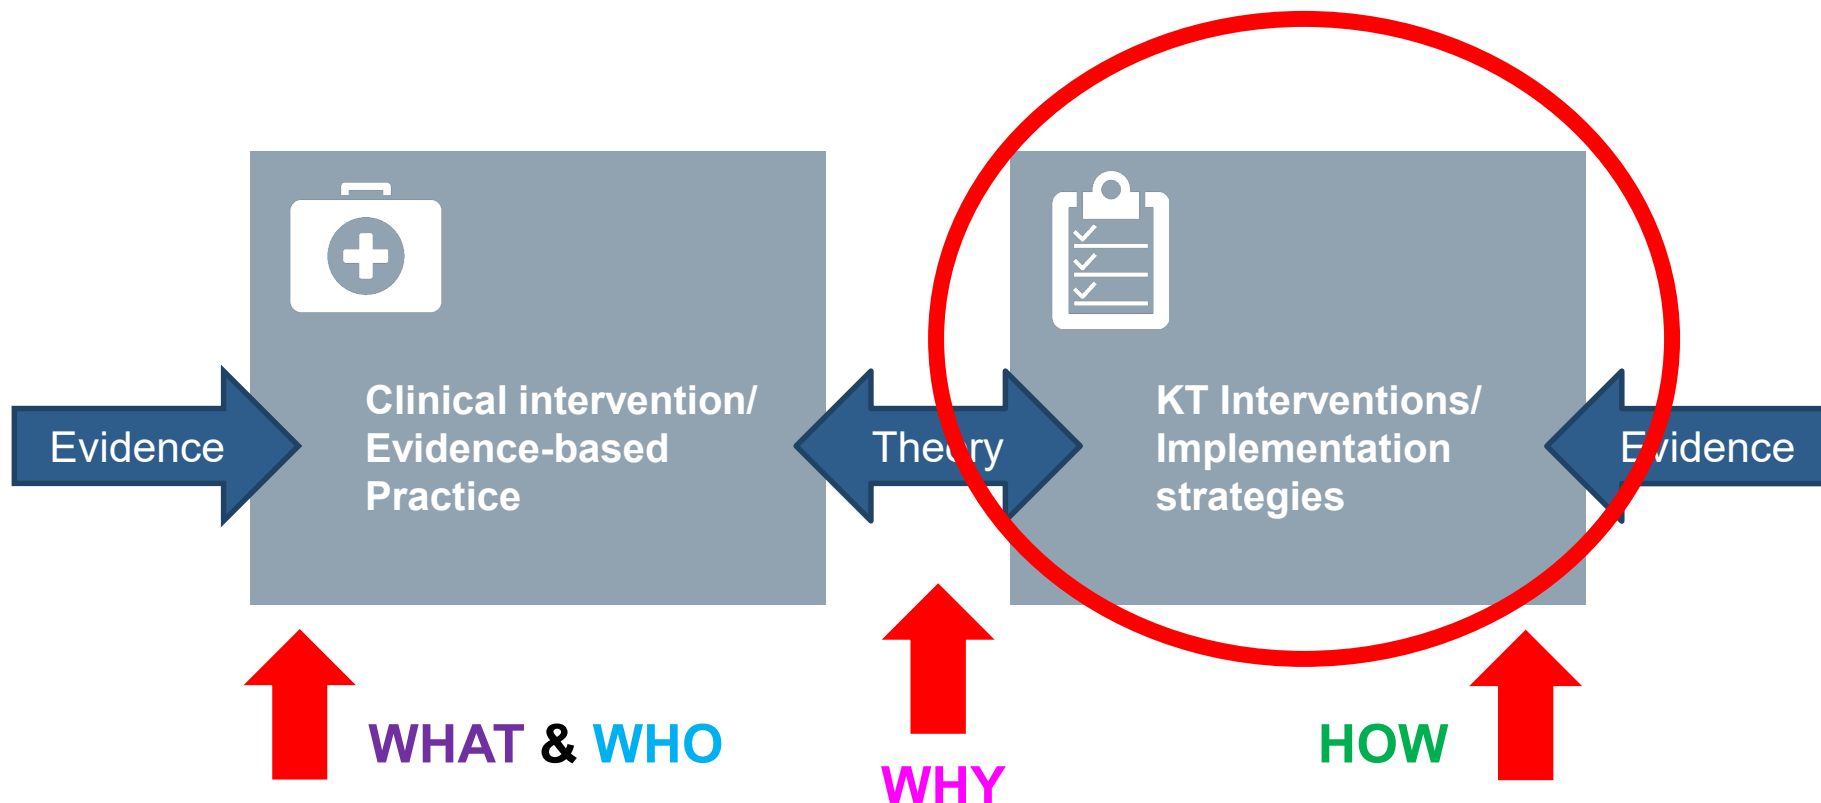 Evidence
Clinical intervention/
Evidence-based
Practice
Theory
KT Interventions/
Implementation
strategies
Evidence
WHAT & WHO
WHY
HOW